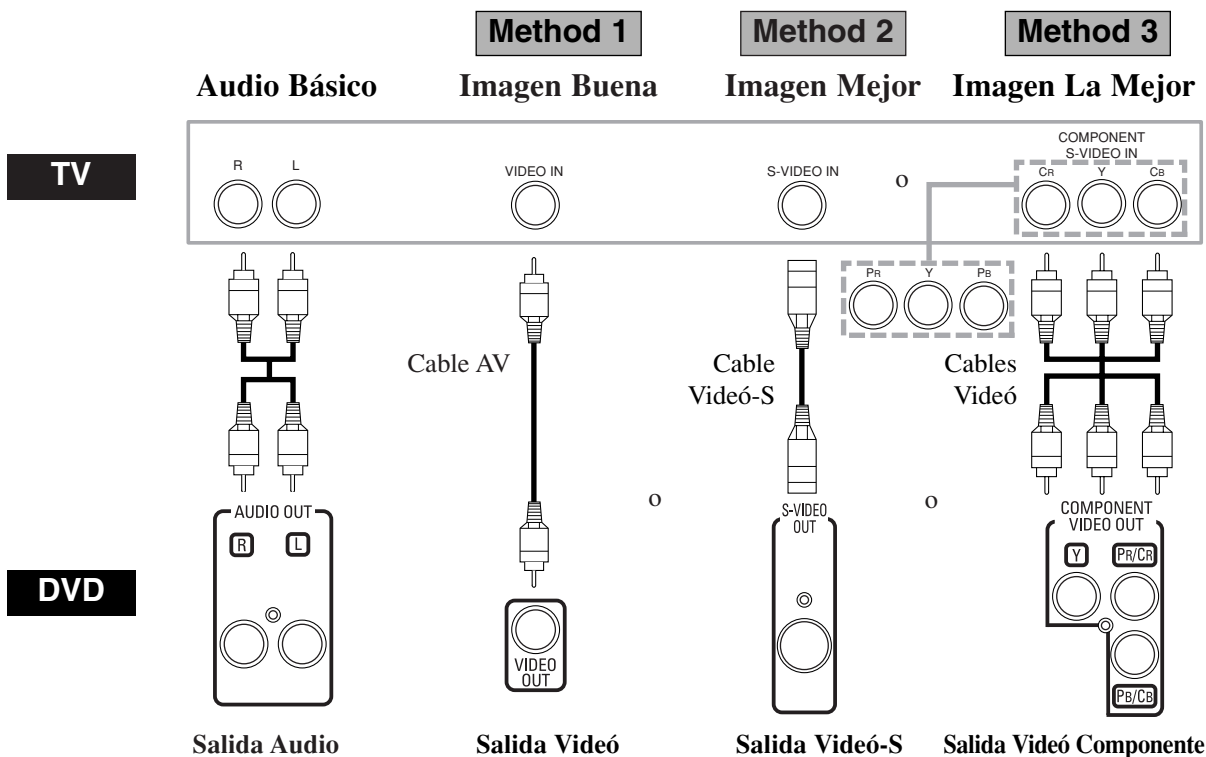 Method 1
Method 2
Method 3
Audio Básico
Imagen Buena
Imagen Mejor
Imagen La Mejor
TV
R
L
VIDEO IN
S-VIDEO IN
o
COMPONENT
S-VIDEO IN
CR
Y
CB
PR
Y
PB
Cable AV
Cable
Videó-S
Cables
Videó
o
o
DVD
AUDIO OUT
R
L
VIDEO
OUT
S-VIDEO
OUT
COMPONENT
VIDEO OUT
Y
PR/CR
PB/CB
Salida Audio
Salida Videó
Salida Videó-S
Salida Videó Componente